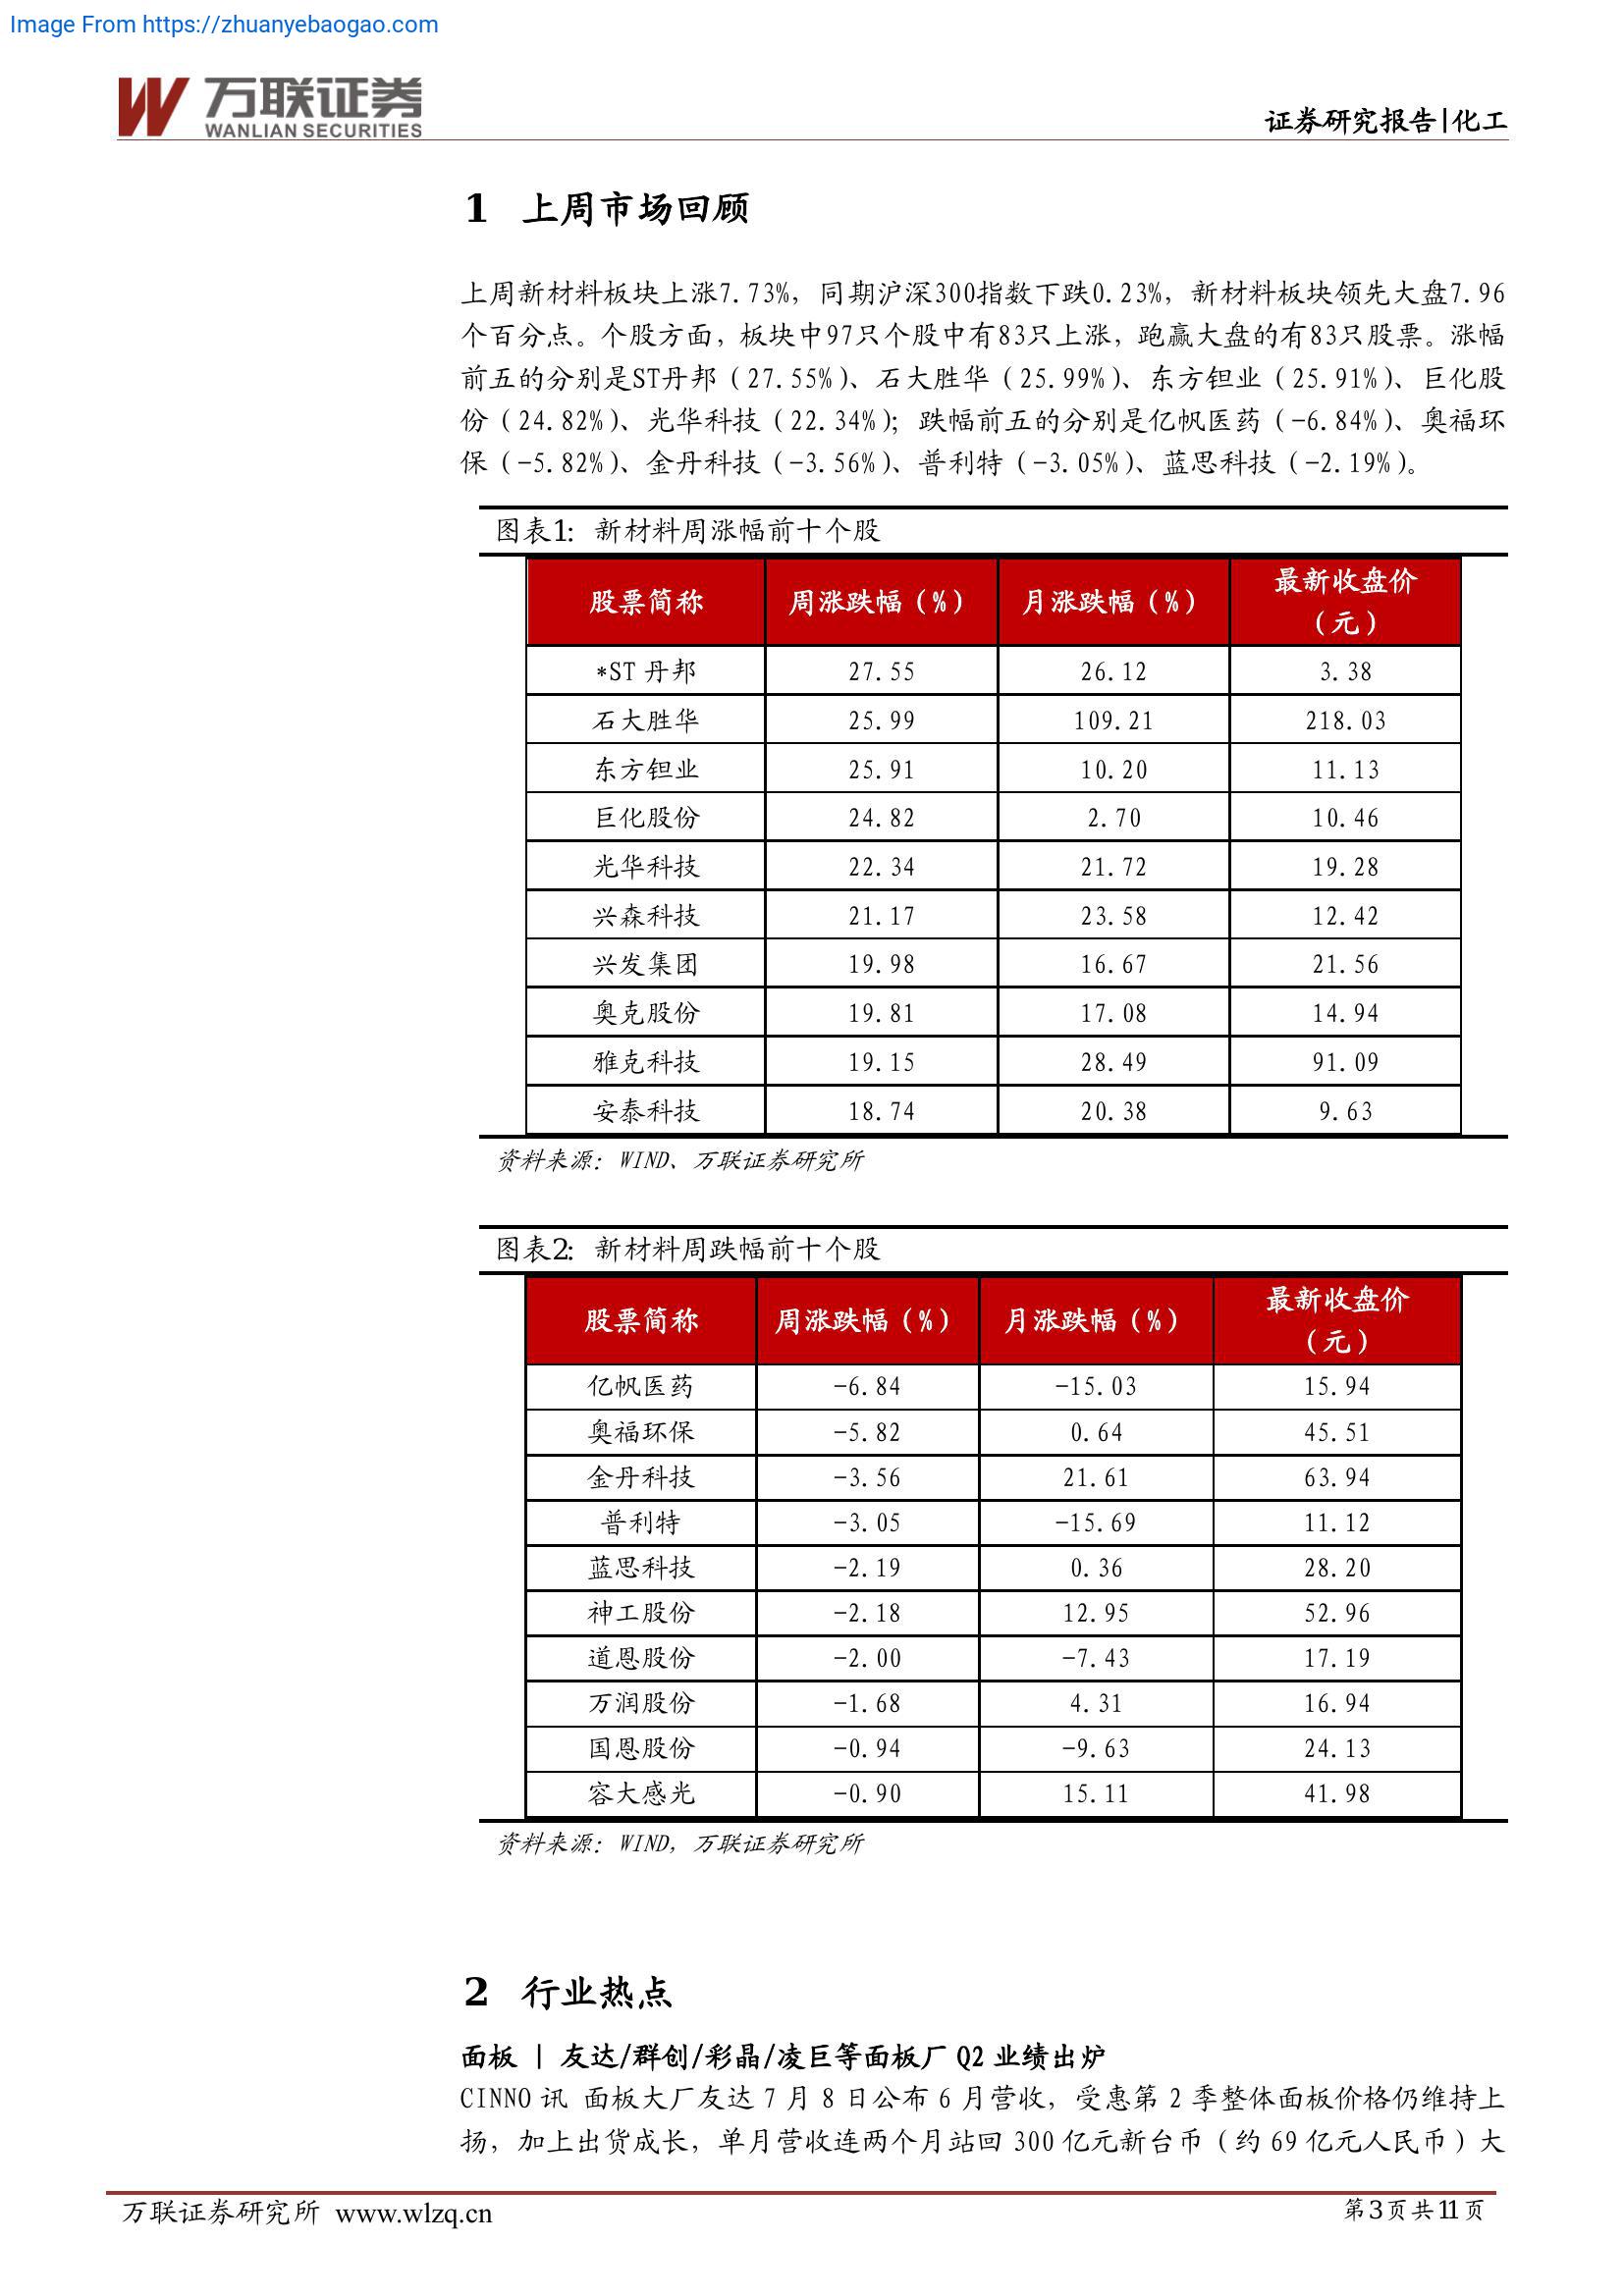 Image From https://zhuanyebaogao.com
万联证券
WANLIAN SECURITIES
证券研究报告|化工
1 上周市场回顾
上周新材料板块上涨7.73%，同期沪深300指数下跌0.23%，新材料板块领先大盘7.96
个百分点。个股方面，板块中97只个股中有83只上涨，跑赢大盘的有83只股票。涨幅
前五的分别是ST丹邦（27.55%）、石大胜华（25.99%）、东方钽业（25.91%）、巨化股
份（24.82%）、光华科技（22.34%）；跌幅前五的分别是亿帆医药（-6.84%）、奥福环
保（-5.82%）、金丹科技（-3.56%）、普利特（-3.05%）、蓝思科技（-2.19%）。
图表1：新材料周涨幅前十个股
股票简称 周涨跌幅（%） 月涨跌幅（%） 最新收盘价
（元）
*ST 丹邦 27.55 26.12 3.38
石大胜华 25.99 109.21 218.03
东方钽业 25.91 10.20 11.13
巨化股份 24.82 2.70 10.46
光华科技 22.34 21.72 19.28
兴森科技 21.17 23.58 12.42
兴发集团 19.98 16.67 21.56
奥克股份 19.81 17.08 14.94
雅克科技 19.15 28.49 91.09
安泰科技 18.74 20.38 9.63
资料来源：WIND、万联证券研究所
图表2：新材料周跌幅前十个股
股票简称 周涨跌幅（%） 月涨跌幅（%） 最新收盘价
（元）
亿帆医药 -6.84 -15.03 15.94
奥福环保 -5.82 0.64 45.51
金丹科技 -3.56 21.61 63.94
普利特 -3.05 -15.69 11.12
蓝思科技 -2.19 0.36 28.20
神工股份 -2.18 12.95 52.96
道恩股份 -2.00 -7.43 17.19
万润股份 -1.68 4.31 16.94
国恩股份 -0.94 -9.63 24.13
容大感光 -0.90 15.11 41.98
资料来源：WIND，万联证券研究所
2 行业热点
面板 | 友达/群创/彩晶/凌巨等面板厂 Q2 业绩出炉
CINNO 讯 面板大厂友达 7 月 8 日公布 6 月营收，受惠第 2 季整体面板价格仍维持上
扬，加上出货成长，单月营收连两个月站回 300 亿元新台币（约 69 亿元人民币）大
万联证券研究所 www.wlzq.cn
第3页共11页